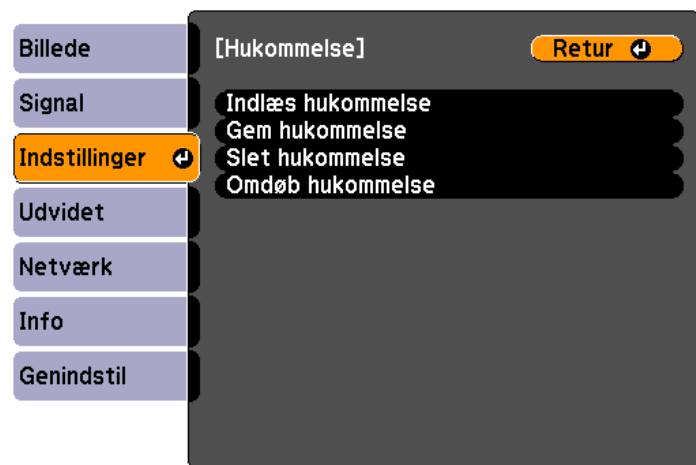 Billede
Signal
Indstillinger
Udvidet
Netværk
Info
Genindstil
[Hukommelse]
Retur
Indlæs hukommelse
Gem hukommelse
Slet hukommelse
Omdøb hukommelse